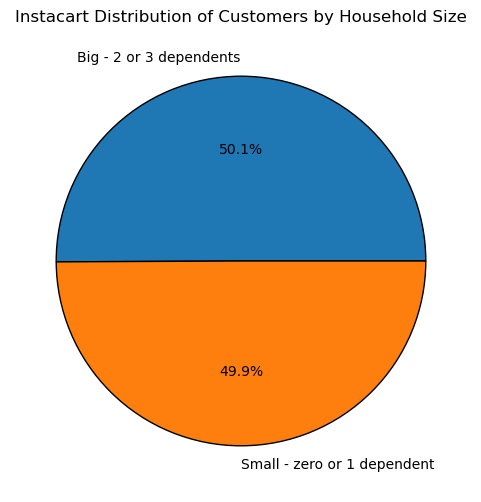 Instacart Distribution of Customers by Household Size
Big - 2 or 3 dependents
50.1%
49.9%
Small - zero or 1 dependent